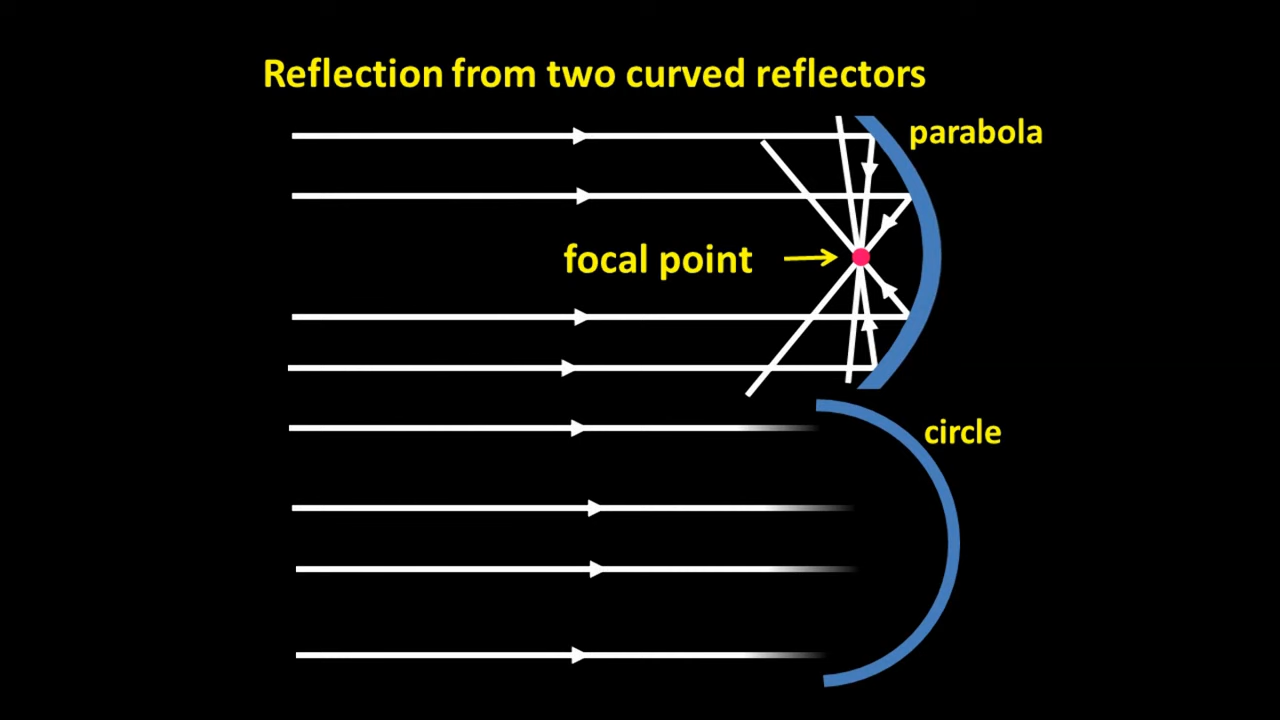 Reflection from two curved reflectors
parabola
focal point
circle